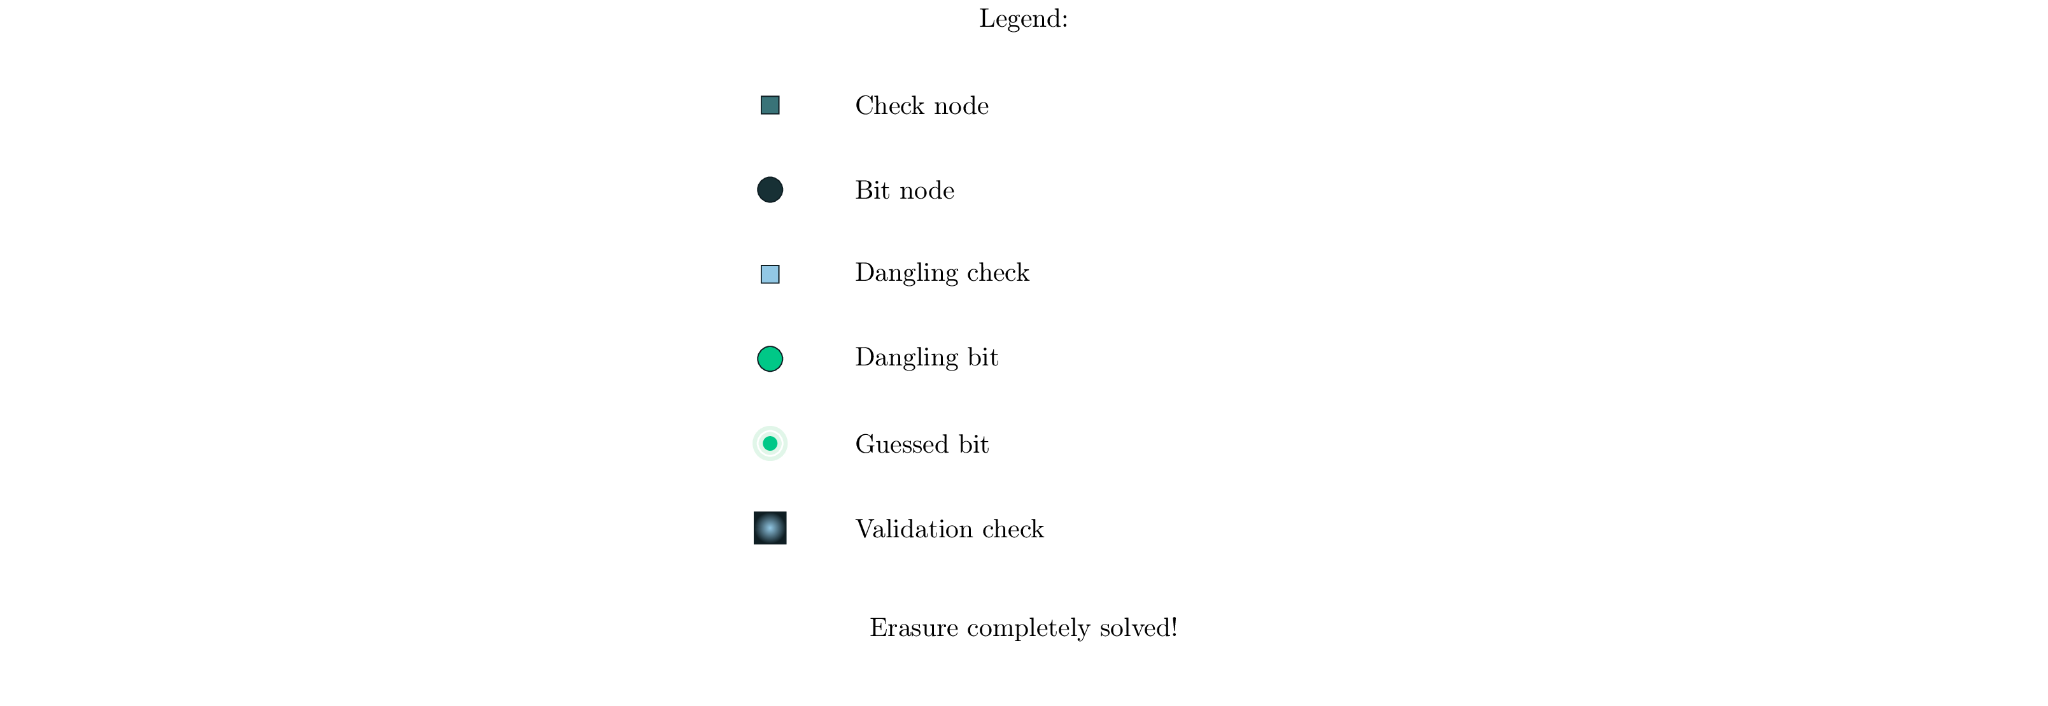 Legend:
Check node
Bit node
Dangling check
Dangling bit
Guessed bit
Validation check
Erasure completely solved!